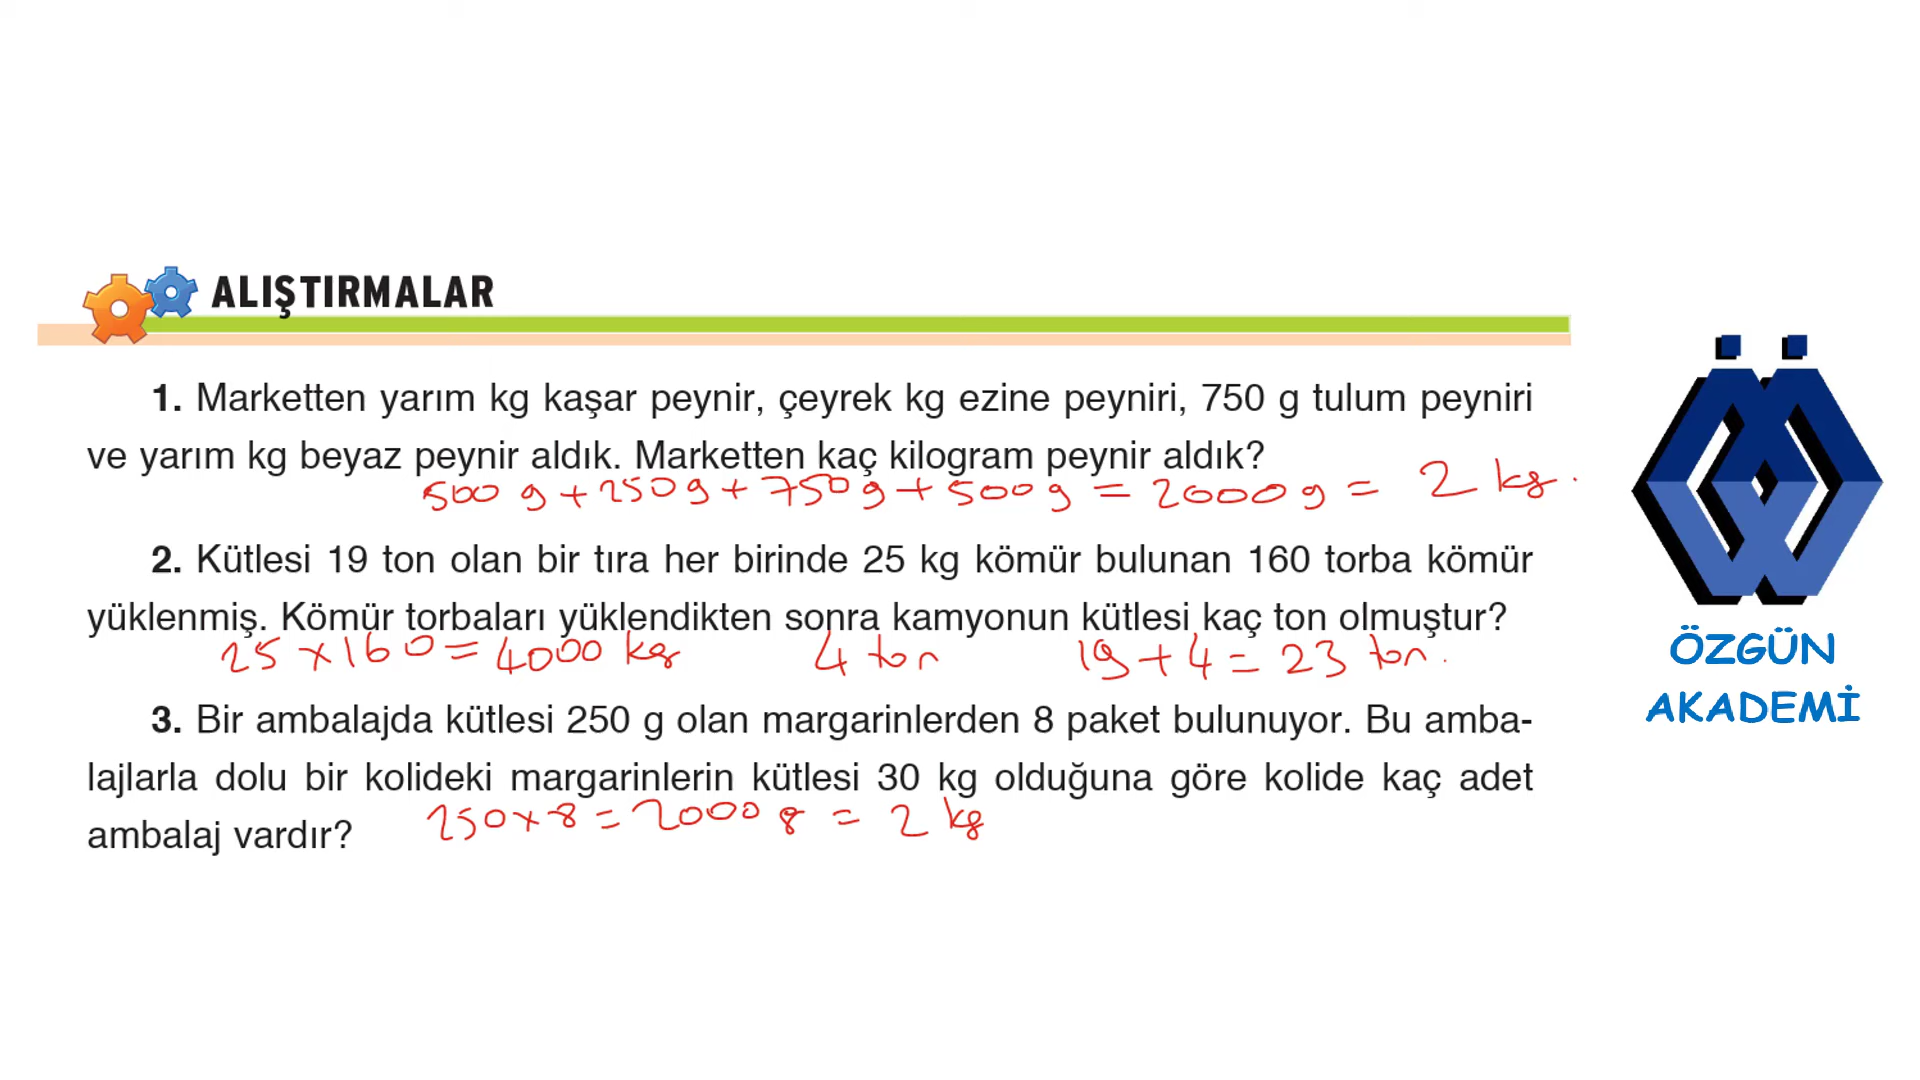 ALIŞTIRMALAR
1. Marketten yarım kg kaşar peynir, çeyrek kg ezine peyniri, 750 g tulum peyniri
ve yarım kg beyaz peynir aldık. Marketten kaç kilogram peynir aldık?
500 g + 250 g + 750 g + 500 g = 2000 g = 2 kg.
2. Kütlesi 19 ton olan bir tıra her birinde 25 kg kömür bulunan 160 torba kömür
yüklenmiş. Kömür torbaları yüklendikten sonra kamyonun kütlesi kaç ton olmuştur?
25 x 160 = 4000 kg 4 ton 19 + 4 = 23 ton.
3. Bir ambalajda kütlesi 250 g olan margarinlerden 8 paket bulunuyor. Bu amba-
lajlarla dolu bir kolideki margarinlerin kütlesi 30 kg olduğuna göre kolide kaç adet
ambalaj vardır?
250 x 8 = 2000 g = 2 kg
ÖZGÜN
AKADEMİ